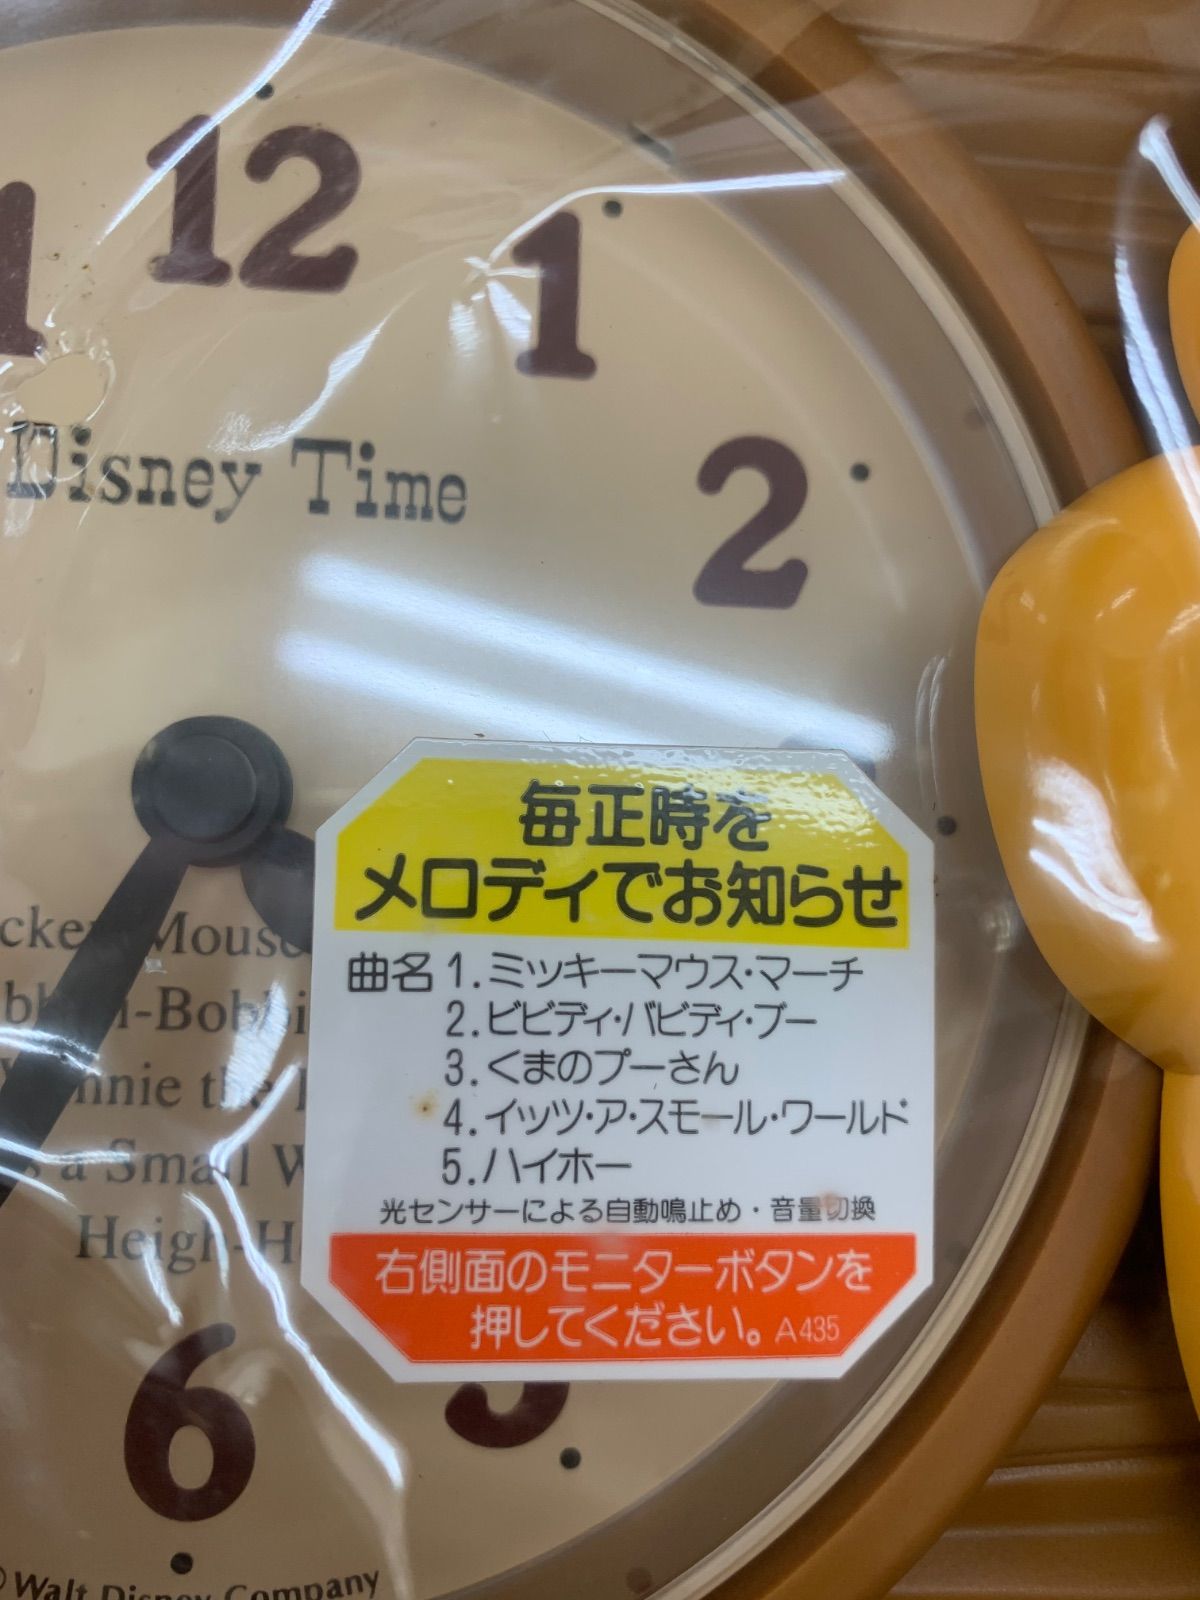 12
1
2
Disney Time
毎正時を
メロディでお知らせ
曲名 1.ミッキーマウス・マーチ
2.ビビディ・バビディ・ブー
3.くまのプーさん
4.イッツ・ア・スモール・ワールド
5.ハイホー
光センサーによる自動鳴止め・音量切換
右側面のモニターボタンを
押してください。A435
Mouse
the
a Small
Heigh-H
5
6
©Walt Disney Company